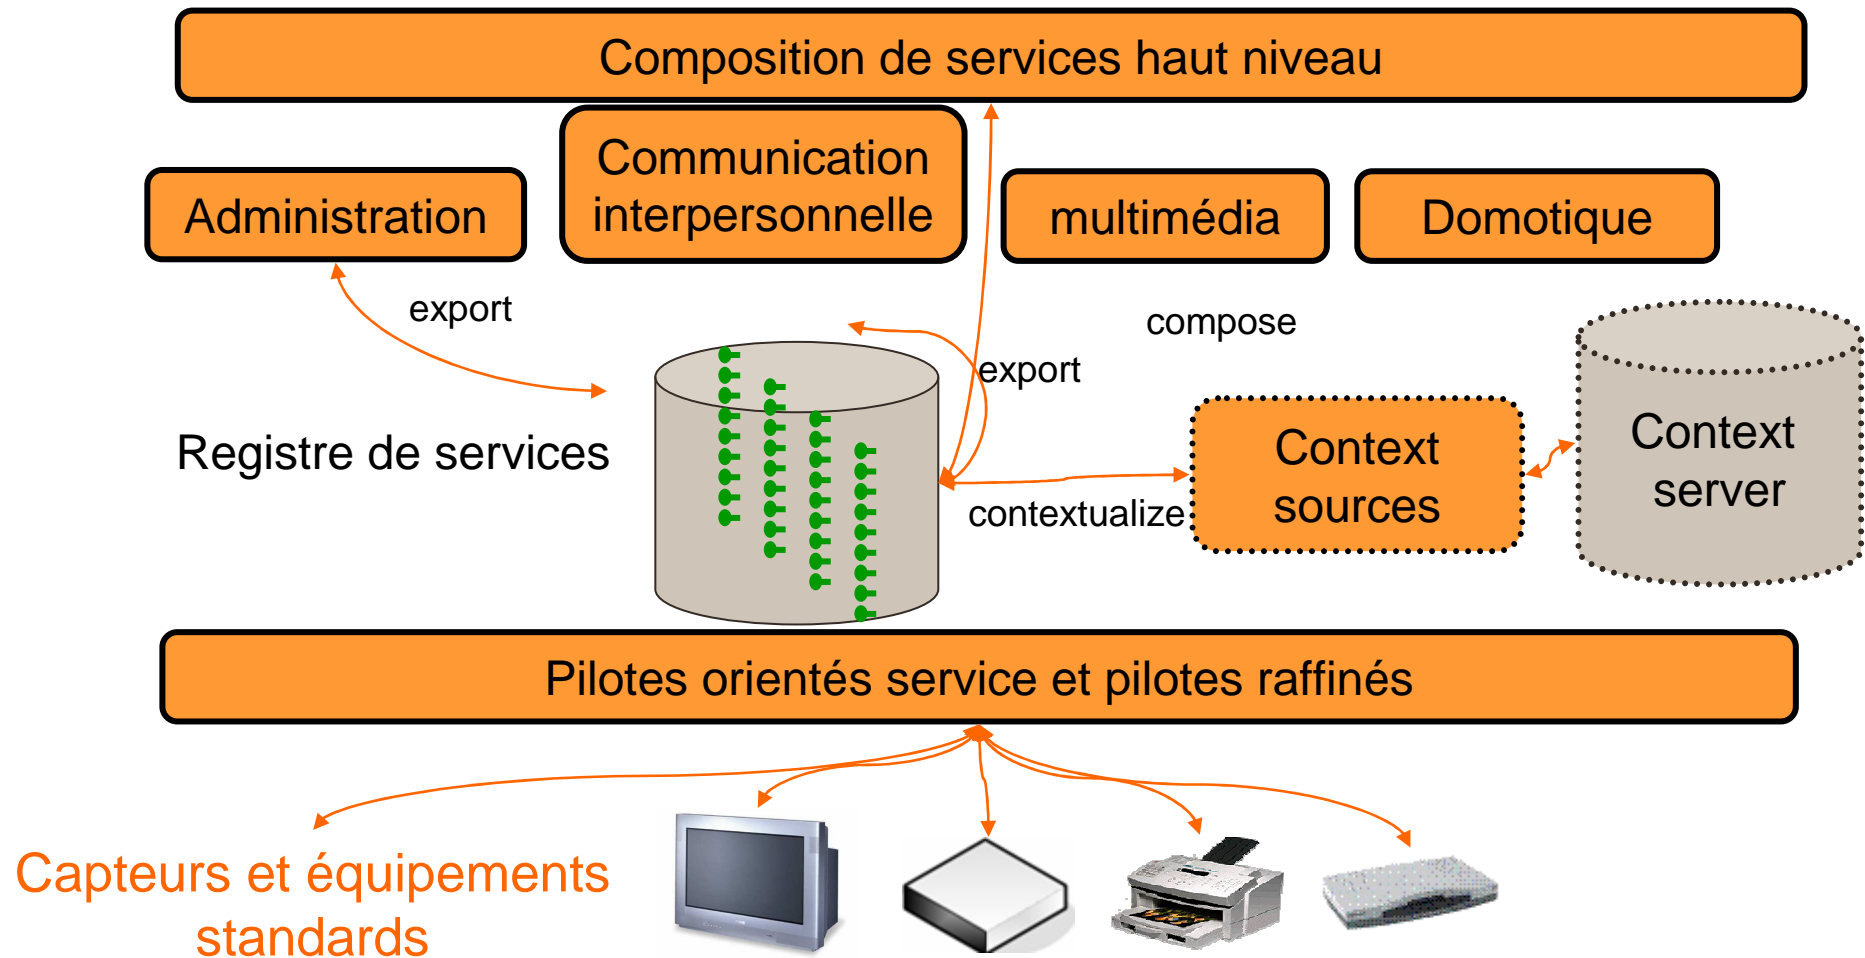 Composition de services haut niveau
Communication
interpersonnelle
Administration
multimédia
Domotique
export
compose
export
Registre de services
Context
sources
Context
server
contextualize
Pilotes orientés service et pilotes raffinés
Capteurs et équipements
standards